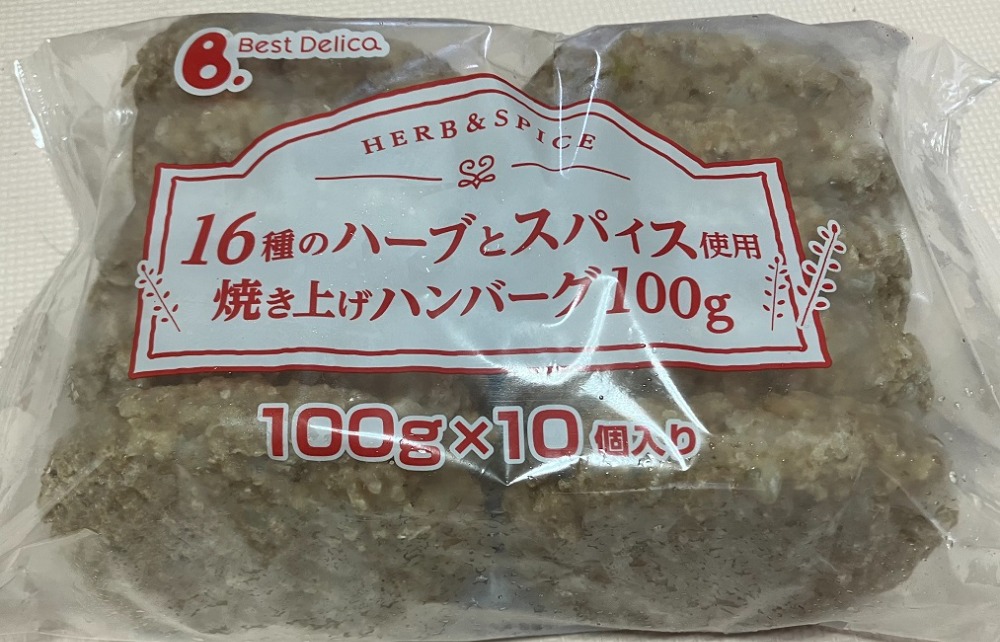 B. Best Delica
HERB & SPICE
16種のハーブとスパイス使用
焼き上げハンバーグ100g
100g×10個入り